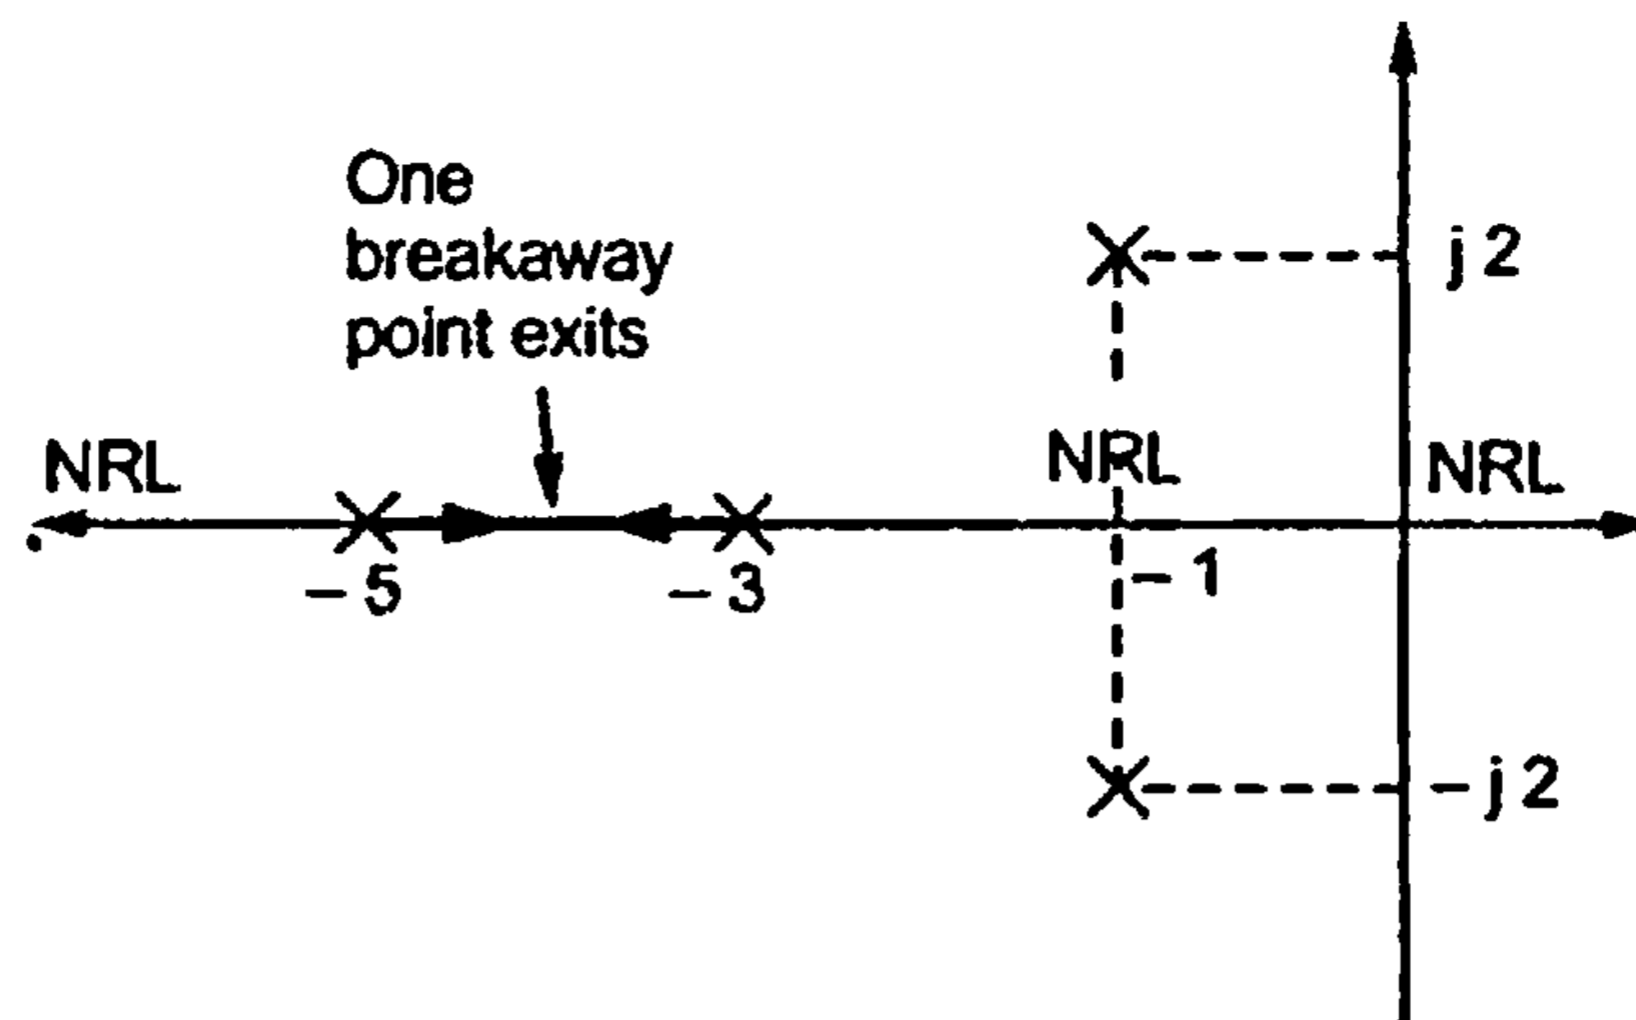 One
breakaway
point exits
j 2
NRL
NRL
NRL
– 5
– 3
– 1
– j 2